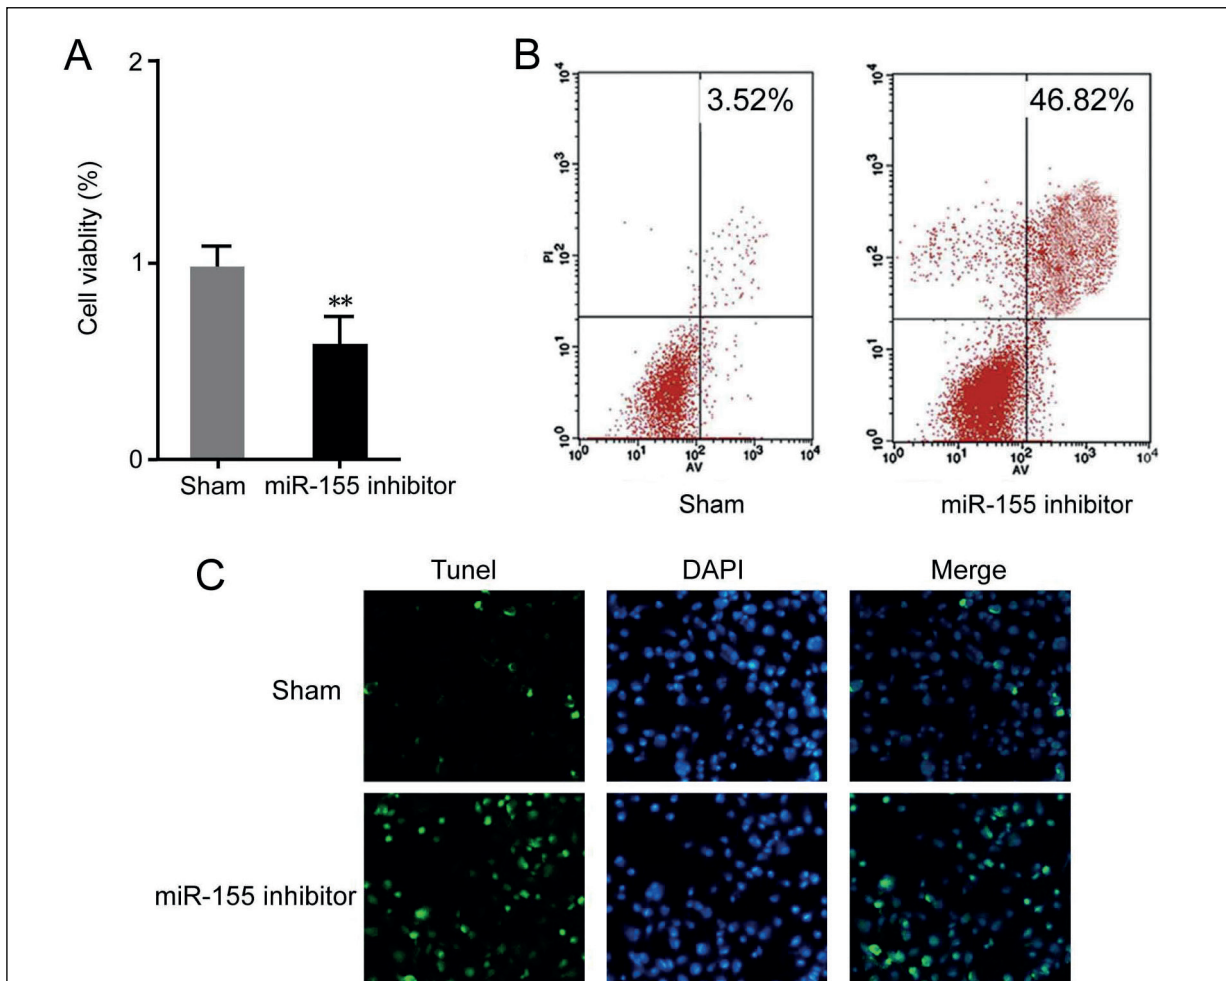 A
2
1
0
Cell viablity (%)
**
Sham
miR-155 inhibitor
B
3.52%
10⁴
10³
10²
10¹
10⁰
PI
10⁰ 10¹ 10² 10³ 10⁴
AV
Sham
46.82%
10⁴
10³
10²
10¹
10⁰
10⁰ 10¹ 10² 10³ 10⁴
AV
miR-155 inhibitor
C
Tunel DAPI Merge
Sham
miR-155 inhibitor